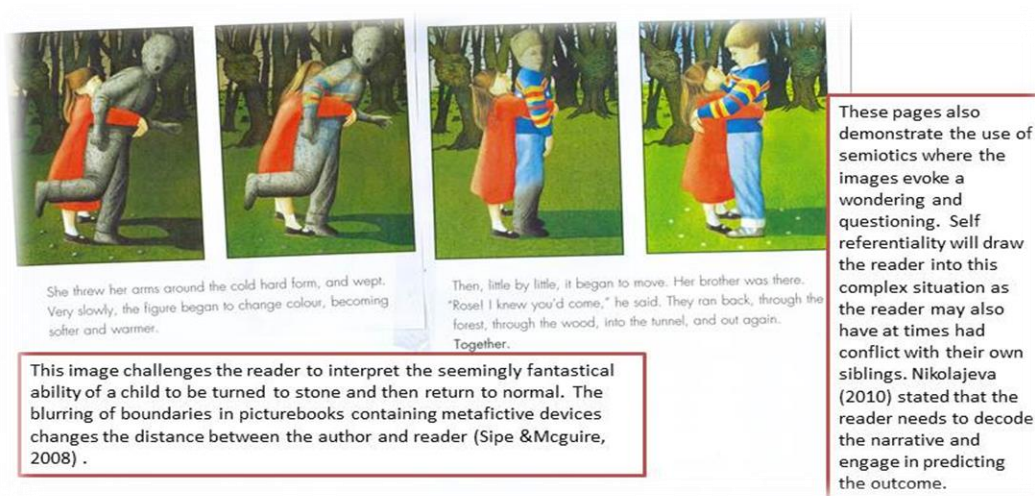 She threw her arms around the cold hard form, and wept.
Very slowly, the figure began to change colour, becoming
softer and warmer.
Then, little by little, it began to move. Her brother was there.
"Rose! I knew you'd come," he said. They ran back, through the
forest, through the wood, into the tunnel, and out again.
Together.
This image challenges the reader to interpret the seemingly fantastical
ability of a child to be turned to stone and then return to normal. The
blurring of boundaries in picturebooks containing metafictive devices
changes the distance between the author and reader (Sipe &Mcguire,
2008) .
These pages also
demonstrate the use of
semiotics where the
images evoke a
wondering and
questioning. Self
referentiality will draw
the reader into this
complex situation as
the reader may also
have at times had
conflict with their own
siblings. Nikolajeva
(2010) stated that the
reader needs to decode
the narrative and
engage in predicting
the outcome.